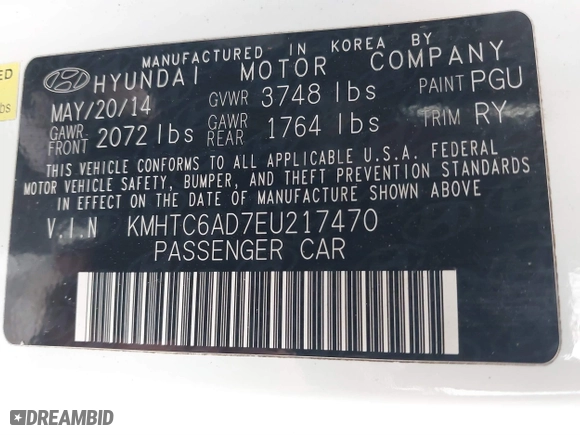 MANUFACTURED IN KOREA BY
HYUNDAI MOTOR COMPANY
MAY/20/14 GVWR 3748 lbs PAINT PGU
GAWR FRONT 2072 lbs GAWR REAR 1764 lbs TRIM RY
THIS VEHICLE CONFORMS TO ALL APPLICABLE U.S.A. FEDERAL
MOTOR VEHICLE SAFETY, BUMPER, AND THEFT PREVENTION STANDARDS
IN EFFECT ON THE DATE OF MANUFACTURE SHOWN ABOVE
V.I.N KMHTC6AD7EU217470
PASSENGER CAR
DREAMBID